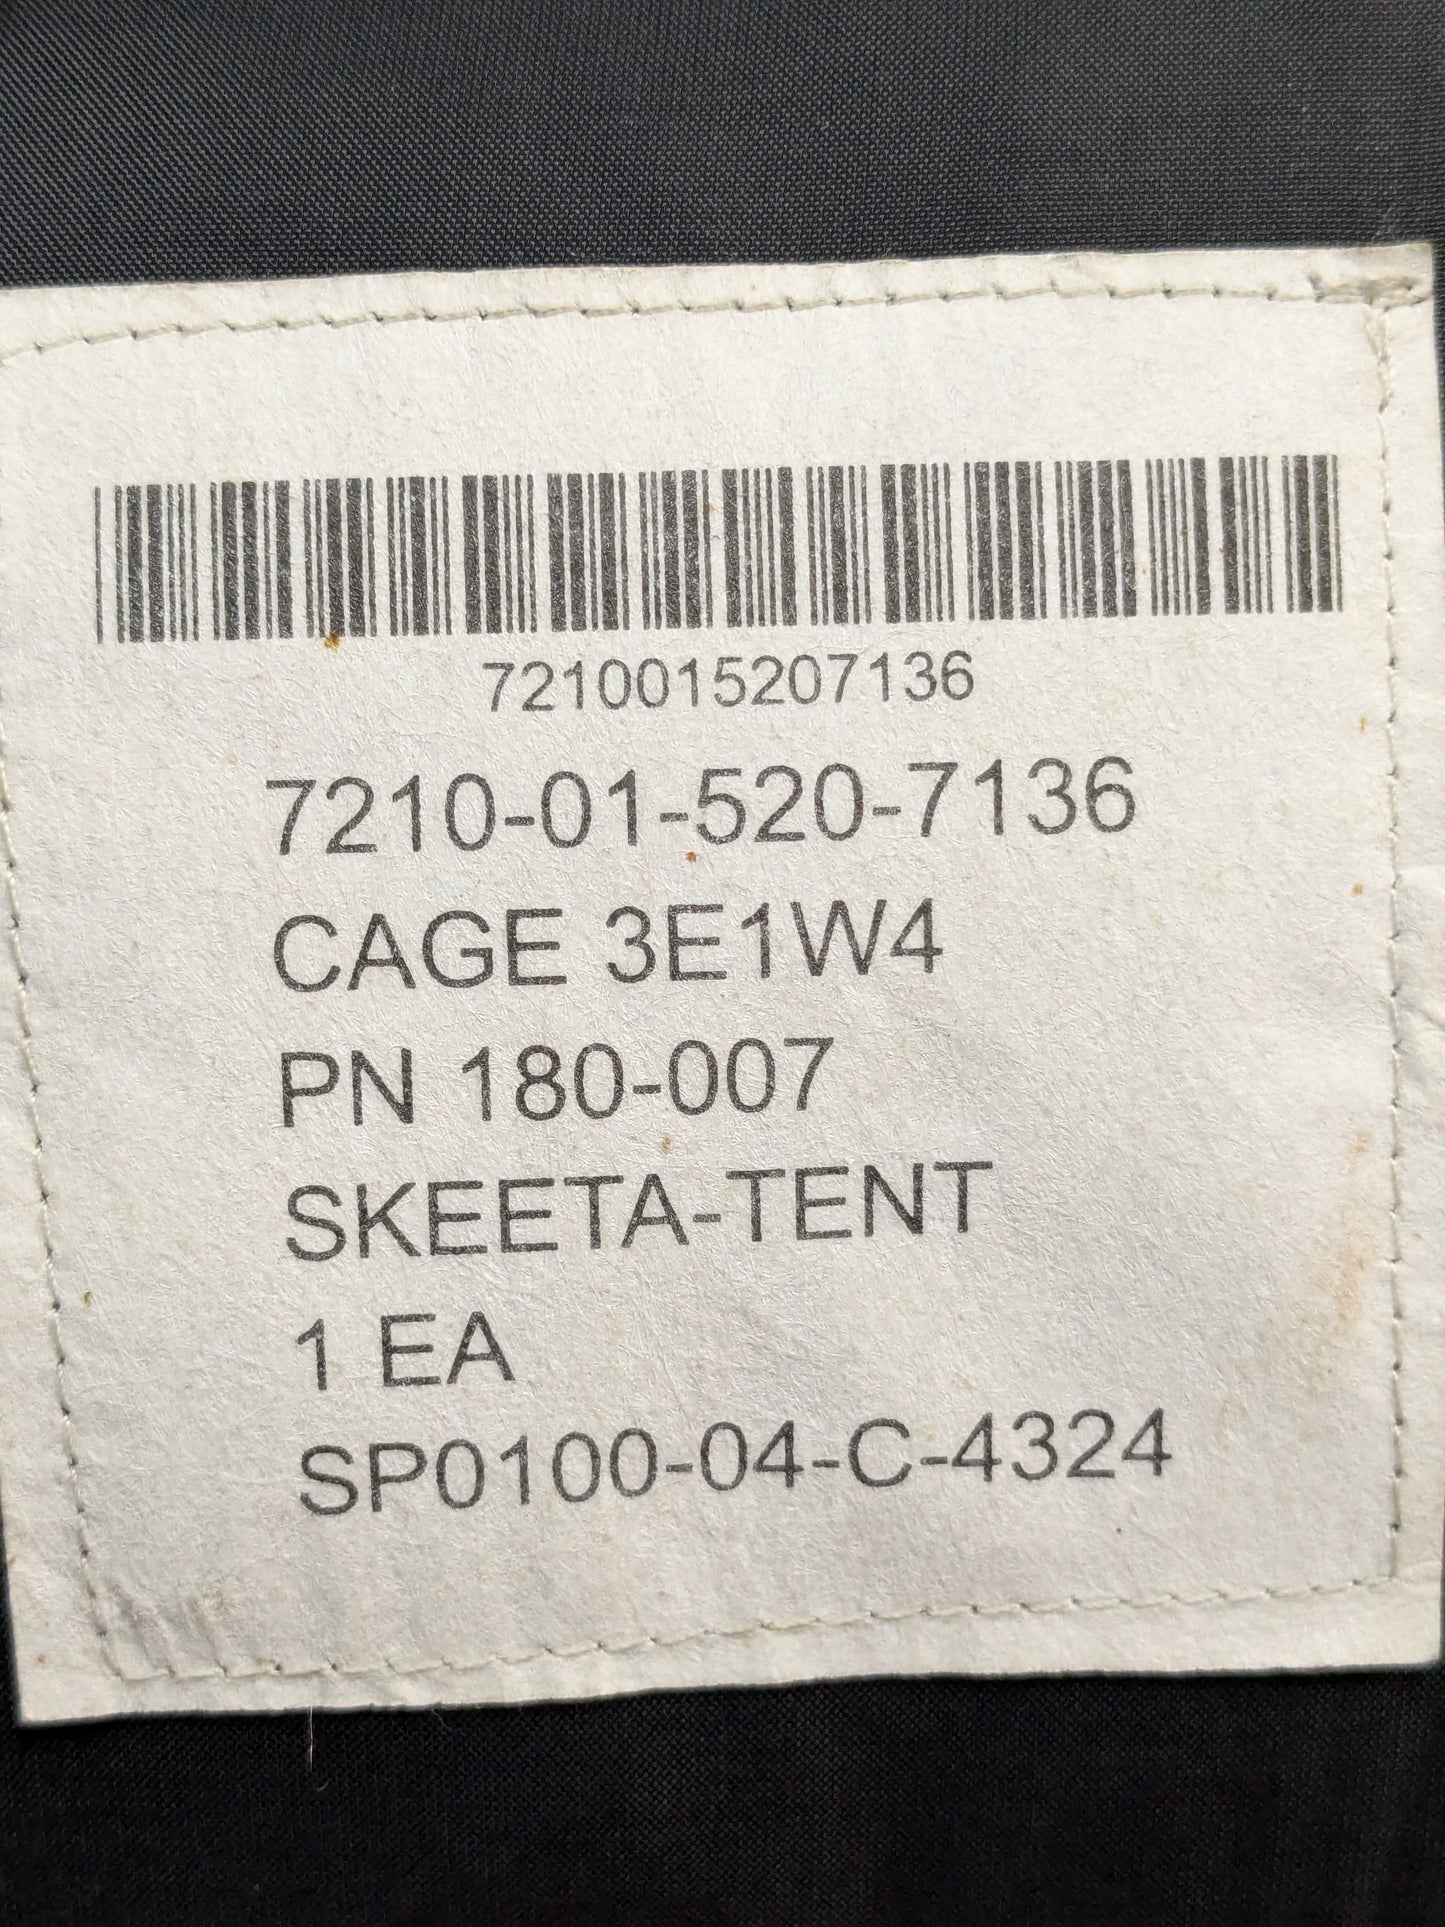 7210015207136
7210-01-520-7136
CAGE 3E1W4
PN 180-007
SKEETA-TENT
1 EA
SP0100-04-C-4324